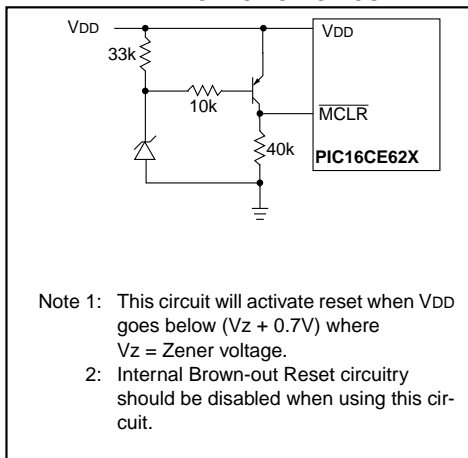 VDD
VDD
33k
10k
MCLR
40k
PIC16CE62X
Note 1: This circuit will activate reset when VDD
goes below (Vz + 0.7V) where
Vz = Zener voltage.
2: Internal Brown-out Reset circuitry
should be disabled when using this cir-
cuit.